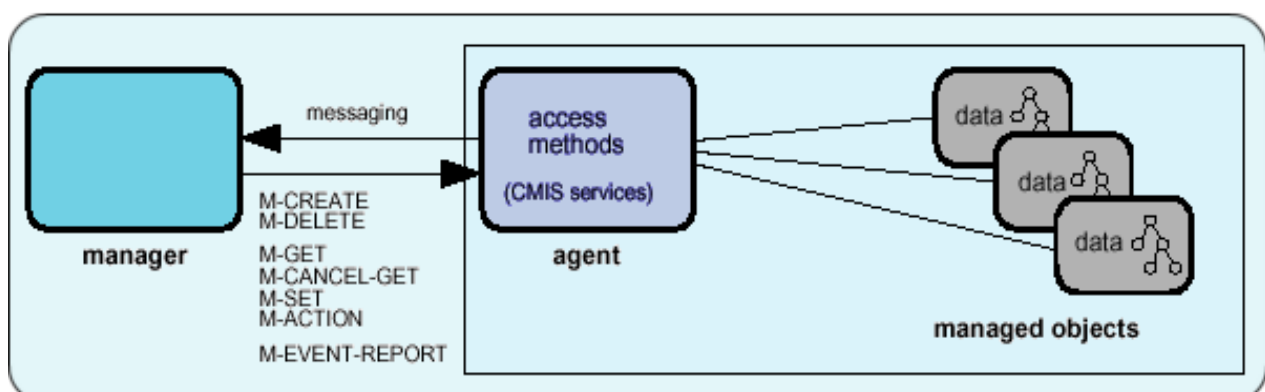 messaging
M-CREATE
M-DELETE
M-GET
M-CANCEL-GET
M-SET
M-ACTION
M-EVENT-REPORT
manager
access
methods
(CMIS services)
agent
data
data
data
managed objects